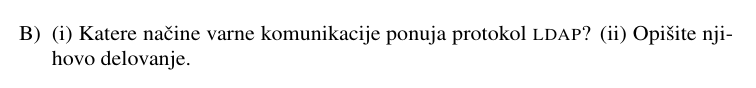 B) (i) Katere načine varne komunikacije ponuja protokol LDAP? (ii) Opišite nji-
hovo delovanje.